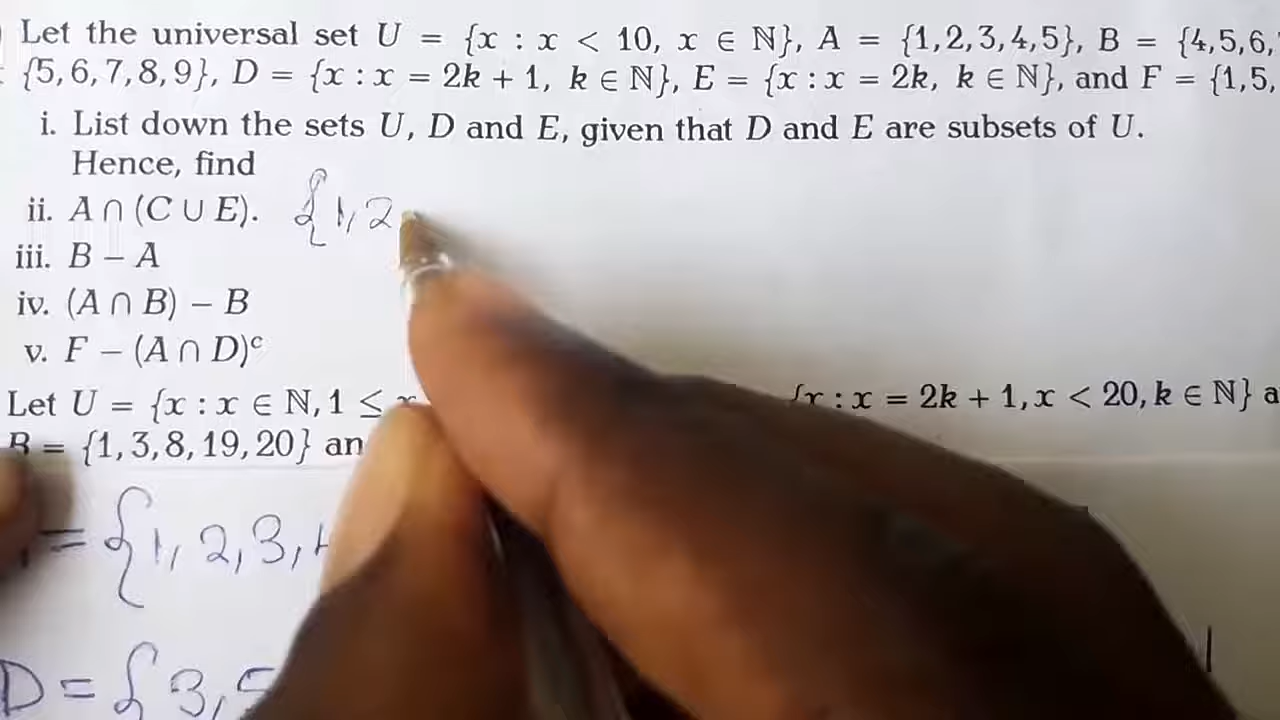 Let the universal set U = {x : x < 10, x ∈ ℕ}, A = {1,2,3,4,5}, B = {4,5,6,
{5,6,7,8,9}, D = {x : x = 2k + 1, k ∈ ℕ}, E = {x : x = 2k, k ∈ ℕ}, and F = {1,5,
i. List down the sets U, D and E, given that D and E are subsets of U.
Hence, find
ii. A ∩ (C ∪ E). {1,2
iii. B − A
iv. (A ∩ B) − B
v. F − (A ∩ D)ᶜ
Let U = {x : x ∈ ℕ, 1 ≤ x {x : x = 2k + 1, x < 20, k ∈ ℕ} a
B = {1,3,8,19,20} an
= {1, 2, 3,
D = {3, 5